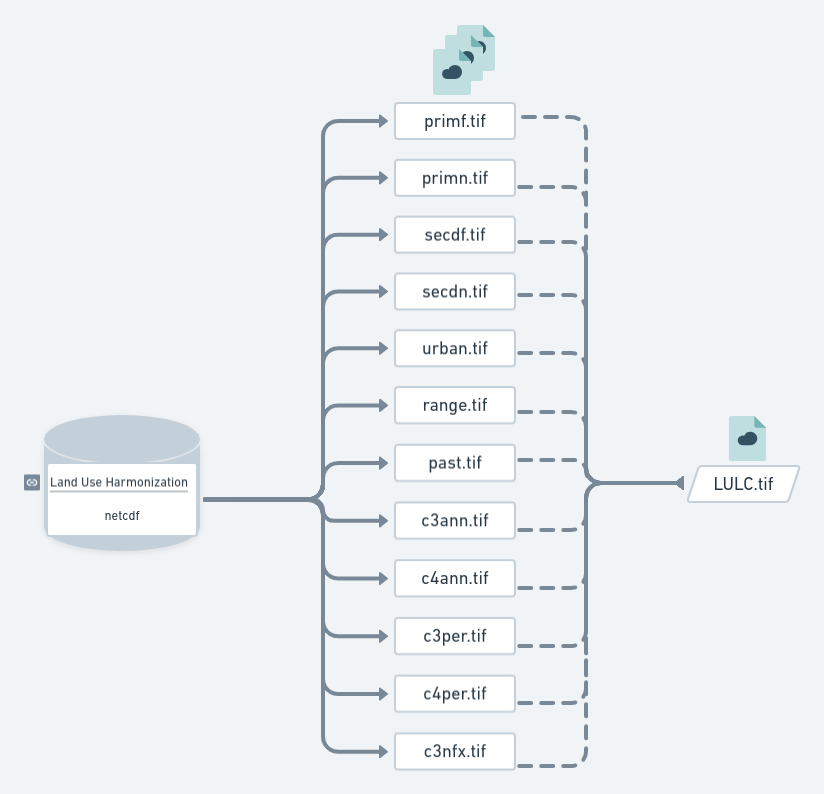 primf.tif
primn.tif
secdf.tif
secdn.tif
urban.tif
range.tif
past.tif
c3ann.tif
c4ann.tif
c3per.tif
c4per.tif
c3nfx.tif
Land Use Harmonization
netcdf
LULC.tif